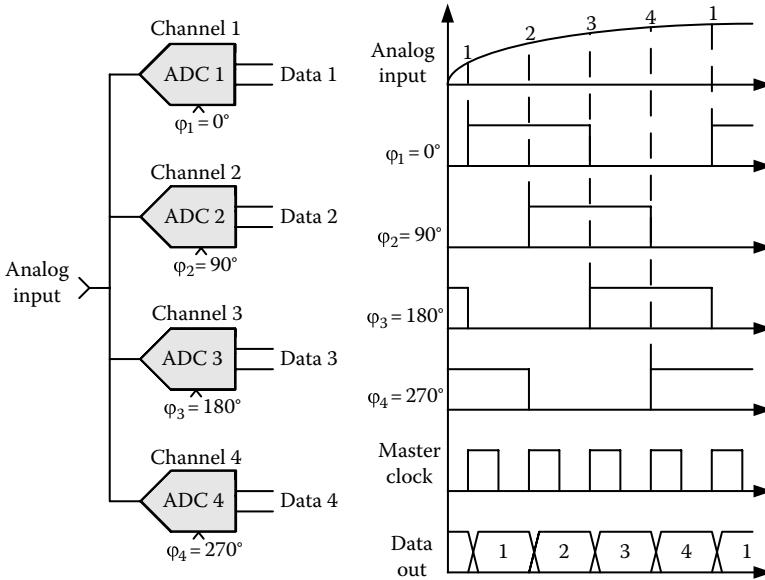 Channel 1
ADC 1
Data 1
φ1 = 0°
Channel 2
ADC 2
Data 2
φ2 = 90°
Analog
input
Channel 3
ADC 3
Data 3
φ3 = 180°
Channel 4
ADC 4
Data 4
φ4 = 270°
Analog
input
1 2 3 4 1
φ1 = 0°
φ2 = 90°
φ3 = 180°
φ4 = 270°
Master
clock
Data
out
1 2 3 4 1